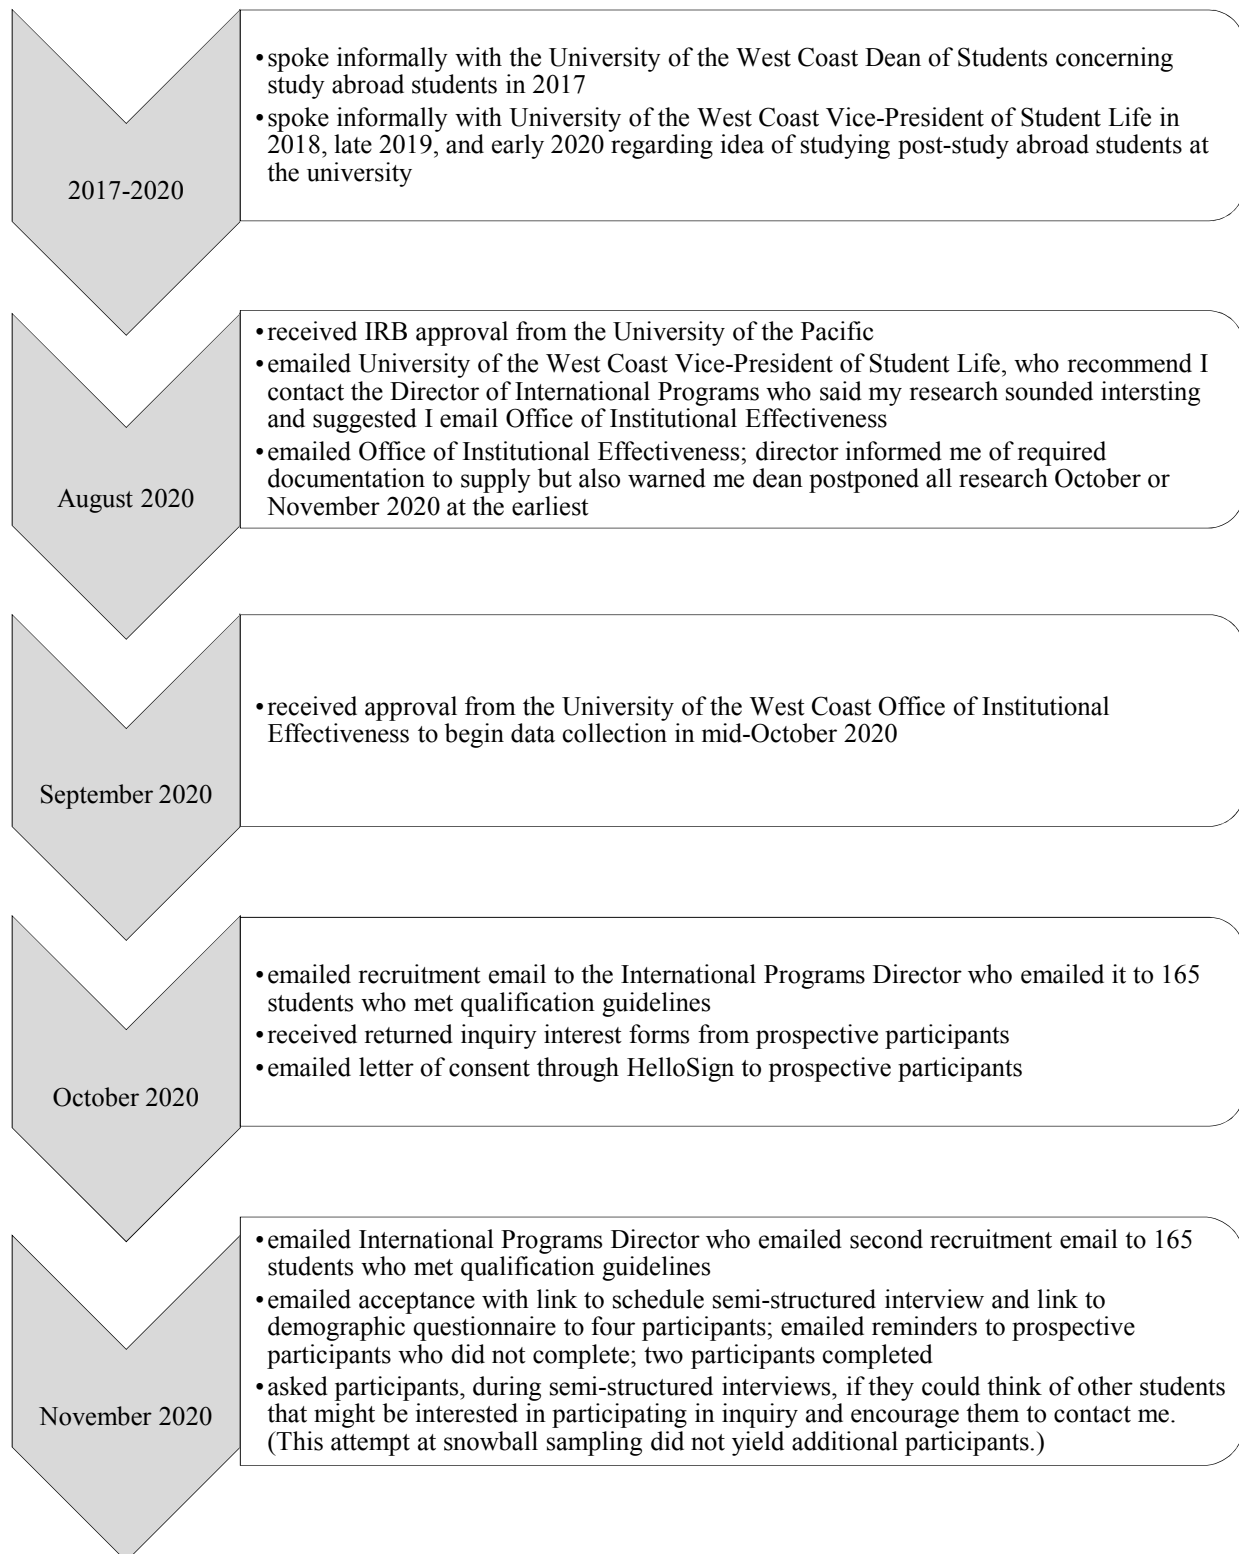 2017-2020
•spoke informally with the University of the West Coast Dean of Students concerning
study abroad students in 2017
•spoke informally with University of the West Coast Vice-President of Student Life in
2018, late 2019, and early 2020 regarding idea of studying post-study abroad students at
the university
August 2020
•received IRB approval from the University of the Pacific
•emailed University of the West Coast Vice-President of Student Life, who recommend I
contact the Director of International Programs who said my research sounded intersting
and suggested I email Office of Institutional Effectiveness
•emailed Office of Institutional Effectiveness; director informed me of required
documentation to supply but also warned me dean postponed all research October or
November 2020 at the earliest
September 2020
•received approval from the University of the West Coast Office of Institutional
Effectiveness to begin data collection in mid-October 2020
October 2020
•emailed recruitment email to the International Programs Director who emailed it to 165
students who met qualification guidelines
•received returned inquiry interest forms from prospective participants
•emailed letter of consent through HelloSign to prospective participants
November 2020
•emailed International Programs Director who emailed second recruitment email to 165
students who met qualification guidelines
•emailed acceptance with link to schedule semi-structured interview and link to
demographic questionnaire to four participants; emailed reminders to prospective
participants who did not complete; two participants completed
•asked participants, during semi-structured interviews, if they could think of other students
that might be interested in participating in inquiry and encourage them to contact me.
(This attempt at snowball sampling did not yield additional participants.)